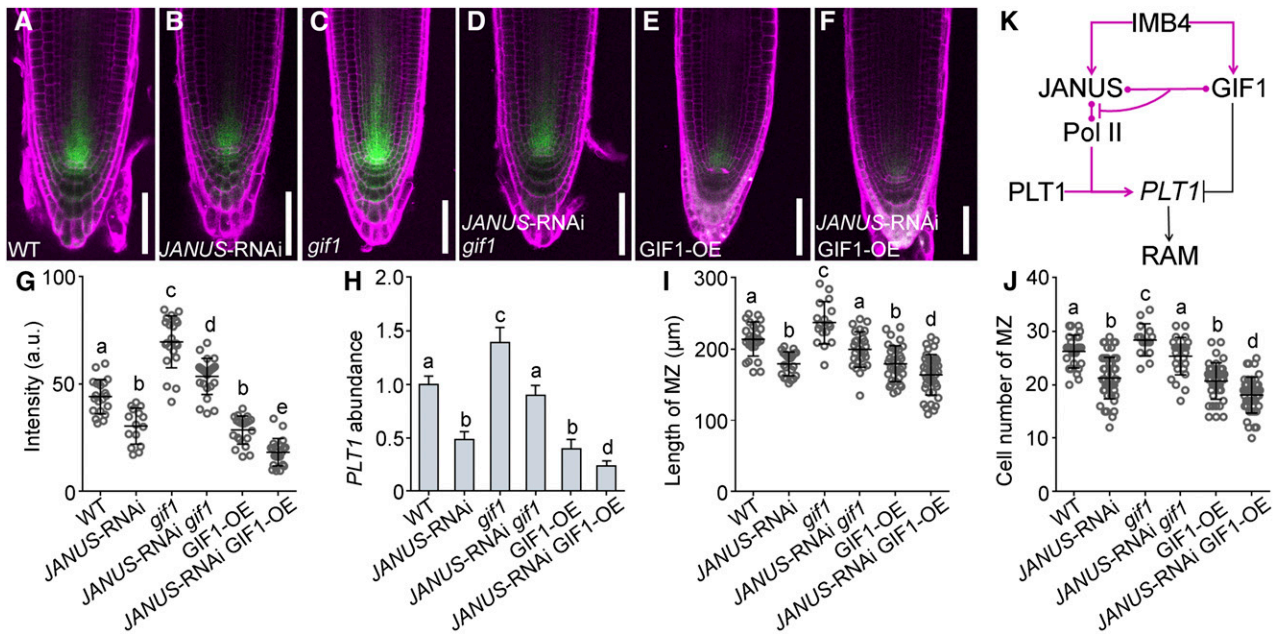 A
B
C
D
E
F
K
WT
JANUS-RNAi
gif1
JANUS-RNAi
gif1
GIF1-OE
JANUS-RNAi
GIF1-OE
IMB4
JANUS
GIF1
Pol II
PLT1
PLT1
RAM
G
Intensity (a.u.)
100
50
0
a
b
c
d
b
e
WT
JANUS-RNAi
gif1
JANUS-RNAi gif1
GIF1-OE
JANUS-RNAi GIF1-OE
H
PLT1 abundance
2.0
1.5
1.0
0.5
0
a
b
c
a
b
d
WT
JANUS-RNAi
gif1
JANUS-RNAi gif1
GIF1-OE
JANUS-RNAi GIF1-OE
I
Length of MZ (μm)
300
200
100
0
a
b
c
a
b
d
WT
JANUS-RNAi
gif1
JANUS-RNAi gif1
GIF1-OE
JANUS-RNAi GIF1-OE
J
Cell number of MZ
40
30
20
10
0
a
b
c
a
b
d
WT
JANUS-RNAi
gif1
JANUS-RNAi gif1
GIF1-OE
JANUS-RNAi GIF1-OE